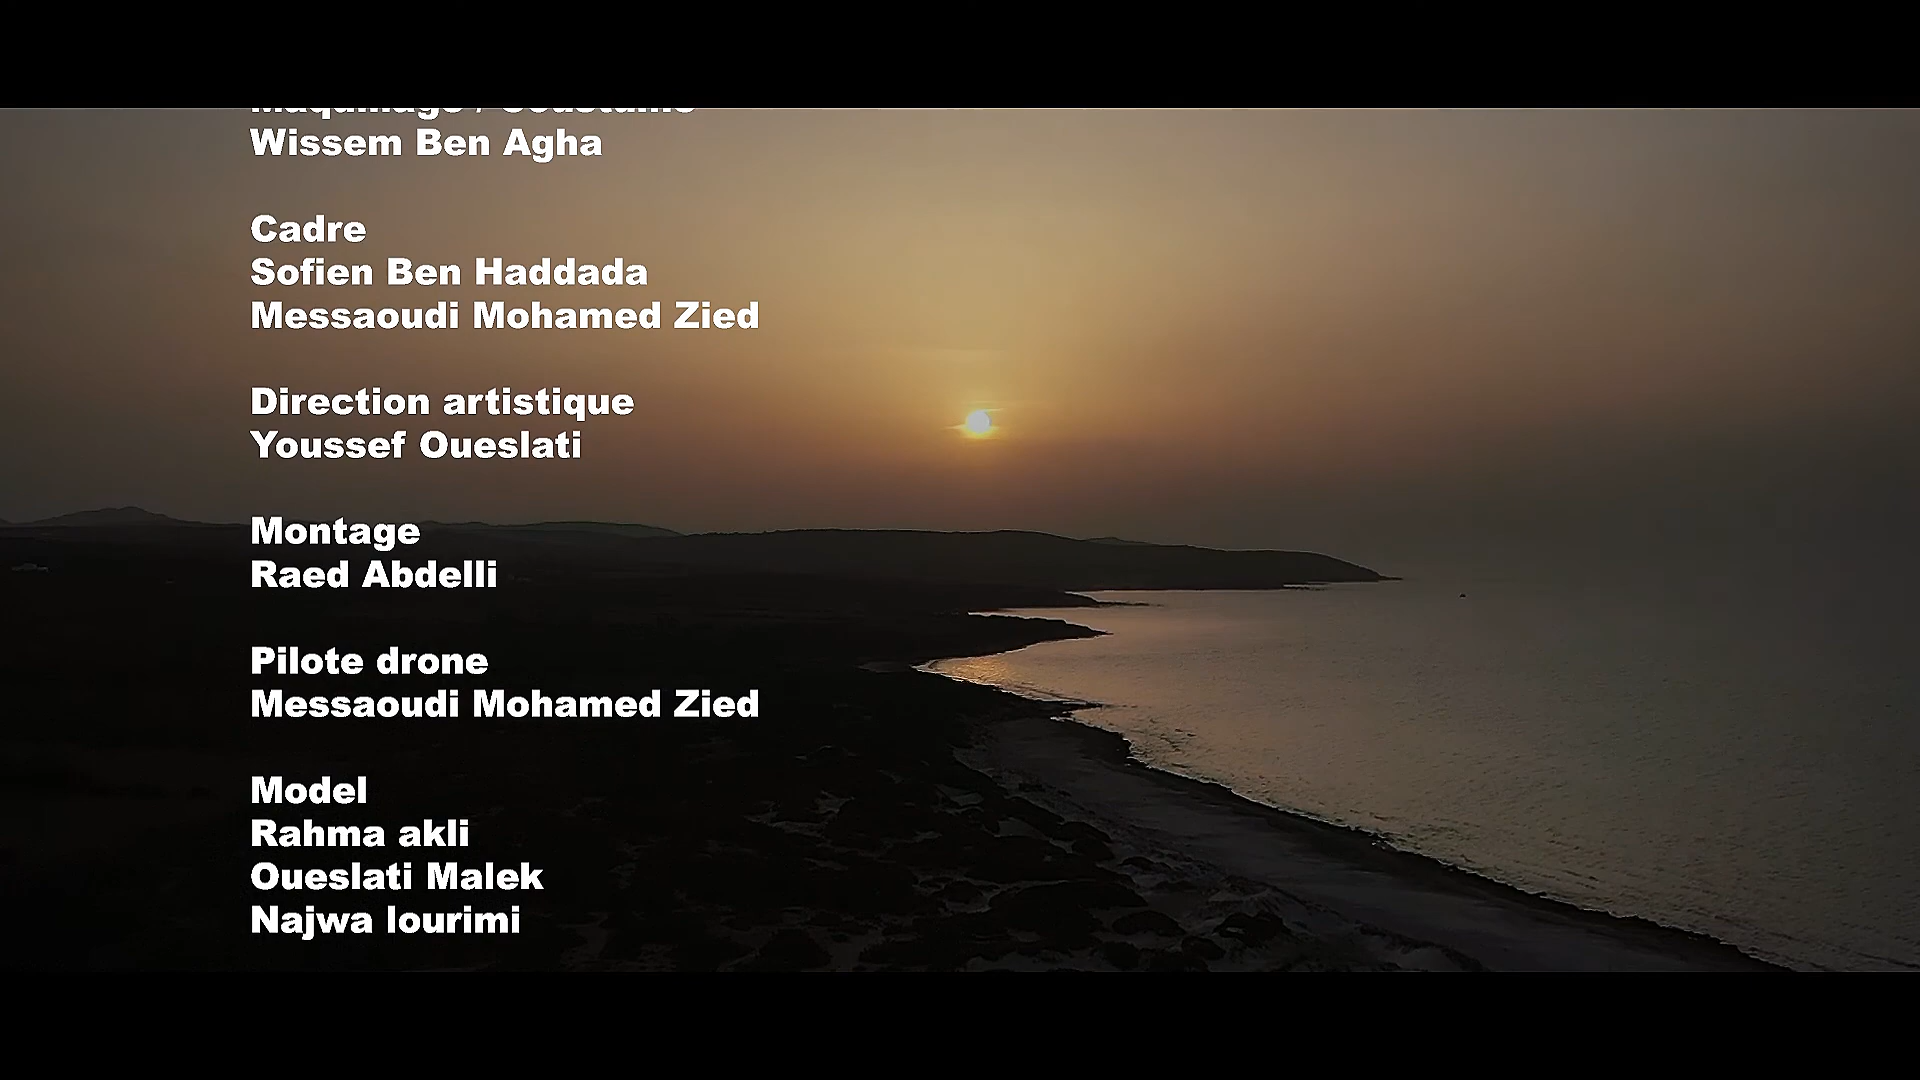 Wissem Ben Agha
Cadre
Sofien Ben Haddada
Messaoudi Mohamed Zied
Direction artistique
Youssef Oueslati
Montage
Raed Abdelli
Pilote drone
Messaoudi Mohamed Zied
Model
Rahma akli
Oueslati Malek
Najwa lourimi